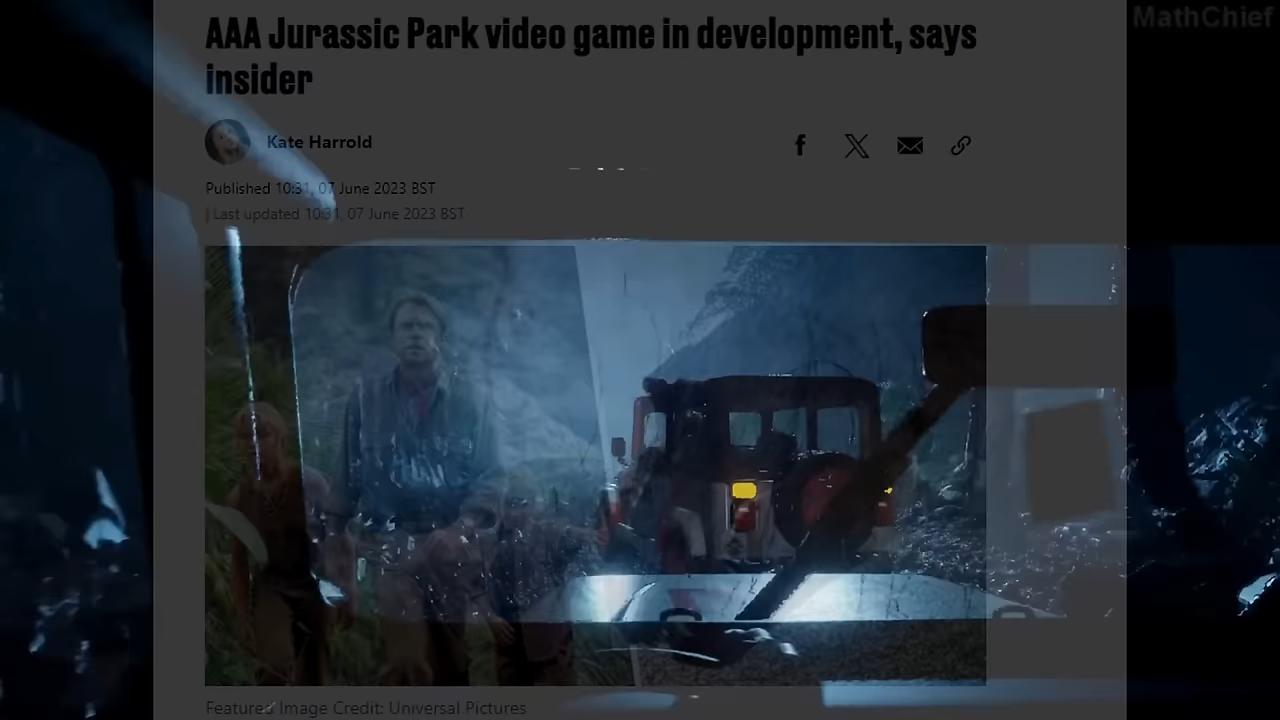 MathChief
AAA Jurassic Park video game in development, says
insider
Kate Harrold
Published 10:31, 07 June 2023 BST
| Last updated 10:31, 07 June 2023 BST
Featured Image Credit: Universal Pictures